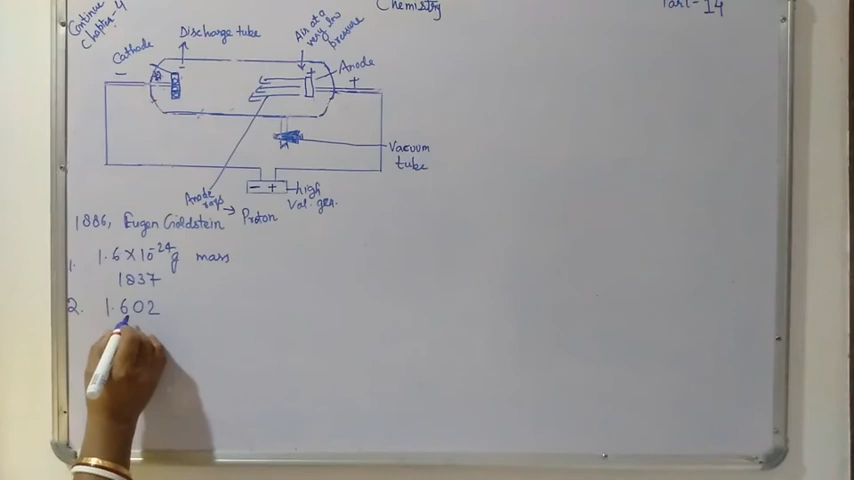 Continue
Chapter-4
Chemistry
Part-14
Cathode
Discharge tube
Air at a
very low
pressure
Anode
−
−
+
+
Vacuum
tube
Anode
rays
− +
high
Vol. gen.
1886, Eugen Goldstein → Proton
1. 1.6 × 10⁻²⁴g mass
1837
2. 1.602